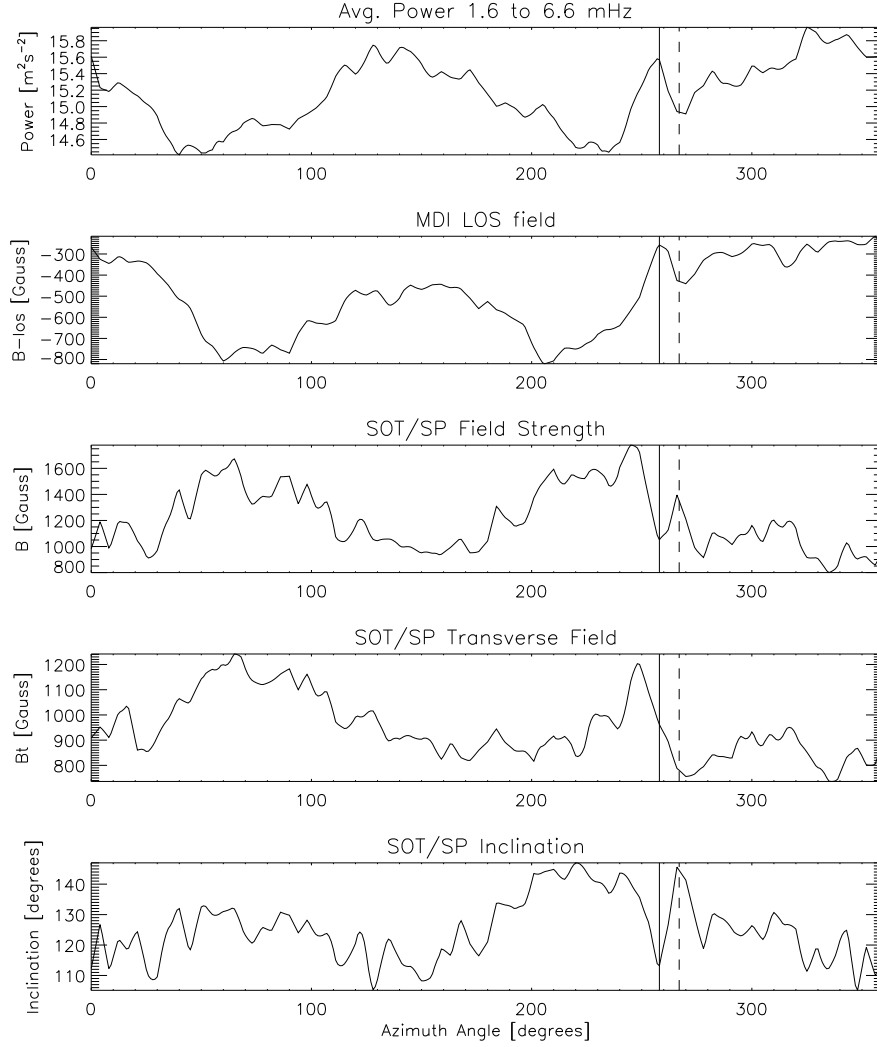 Avg. Power 1.6 to 6.6 mHz
Power [m²s⁻²]
15.8
15.6
15.4
15.2
15.0
14.8
14.6
0 100 200 300
MDI LOS field
B-los [Gauss]
-300
-400
-500
-600
-700
-800
0 100 200 300
SOT/SP Field Strength
B [Gauss]
1600
1400
1200
1000
800
0 100 200 300
SOT/SP Transverse Field
Bt [Gauss]
1200
1100
1000
900
800
0 100 200 300
SOT/SP Inclination
Inclination [degrees]
140
130
120
110
0 100 200 300
Azimuth Angle [degrees]